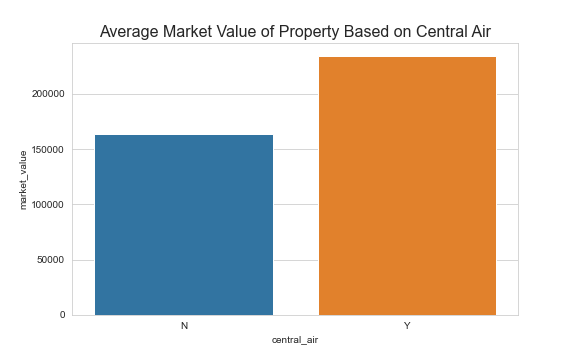 Average Market Value of Property Based on Central Air
200000
150000
100000
50000
0
market_value
N Y
central_air